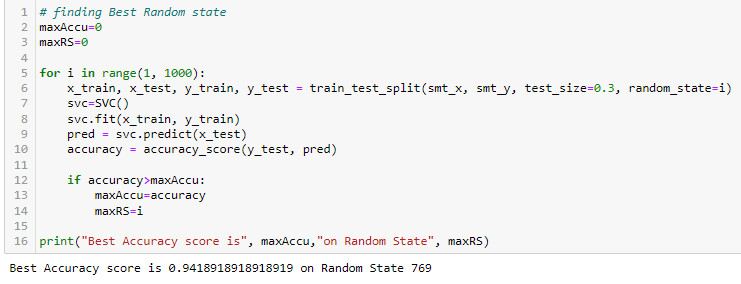 1 # finding Best Random state
2 maxAccu=0
3 maxRS=0
4
5 for i in range(1, 1000):
6     x_train, x_test, y_train, y_test = train_test_split(smt_x, smt_y, test_size=0.3, random_state=i)
7     svc=SVC()
8     svc.fit(x_train, y_train)
9     pred = svc.predict(x_test)
10     accuracy = accuracy_score(y_test, pred)
11
12     if accuracy>maxAccu:
13         maxAccu=accuracy
14         maxRS=i
15
16 print("Best Accuracy score is", maxAccu,"on Random State", maxRS)
Best Accuracy score is 0.9418918918918919 on Random State 769